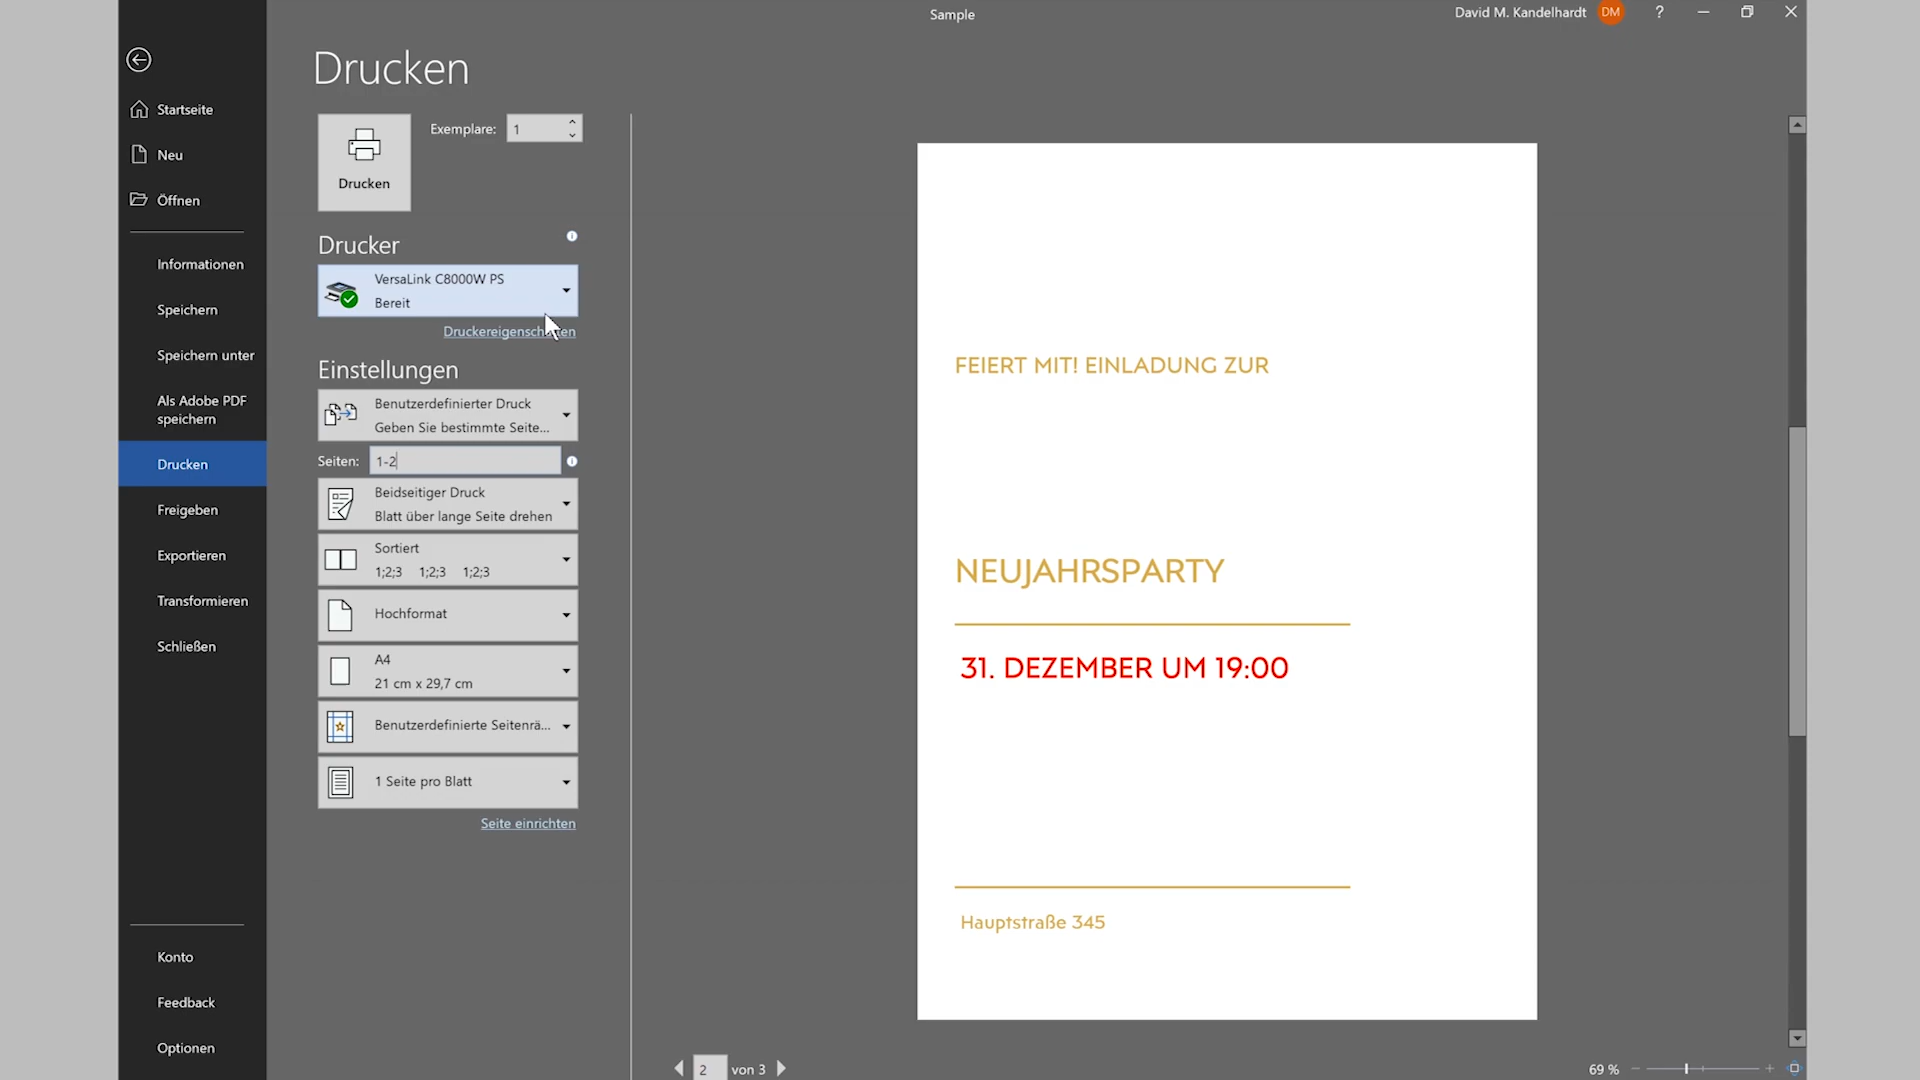 Sample
David M. Kandelhardt
DM
?
Startseite
Neu
Öffnen
Informationen
Speichern
Speichern unter
Als Adobe PDF
speichern
Drucken
Freigeben
Exportieren
Transformieren
Schließen
Konto
Feedback
Optionen
Drucken
Drucken
Exemplare:
1
Drucker
VersaLink C8000W PS
Bereit
Einstellungen
Benutzerdefinierter Druck
Geben Sie bestimmte Seite...
Seiten:
1-2
Beidseitiger Druck
Blatt über lange Seite drehen
Sortiert
1;2;3 1;2;3 1;2;3
Hochformat
A4
21 cm x 29,7 cm
Benutzerdefinierte Seitenrä...
1 Seite pro Blatt
Seite einrichten
FEIERT MIT! EINLADUNG ZUR
NEUJAHRSPARTY
31. DEZEMBER UM 19:00
Hauptstraße 345
2 von 3
69 %